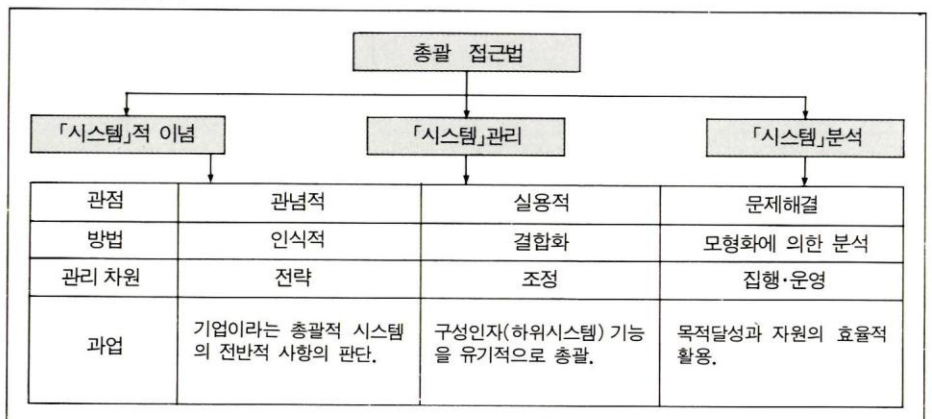 총괄 접근법
「시스템」적 이념 「시스템」관리 「시스템」분석
관점 관념적 실용적 문제해결
방법 인식적 결합화 모형화에 의한 분석
관리 차원 전략 조정 집행·운영
과업 기업이라는 총괄적 시스템 구성인자(하위시스템) 기능 목적달성과 자원의 효율적
의 전반적 사항의 판단. 을 유기적으로 총괄. 활용.